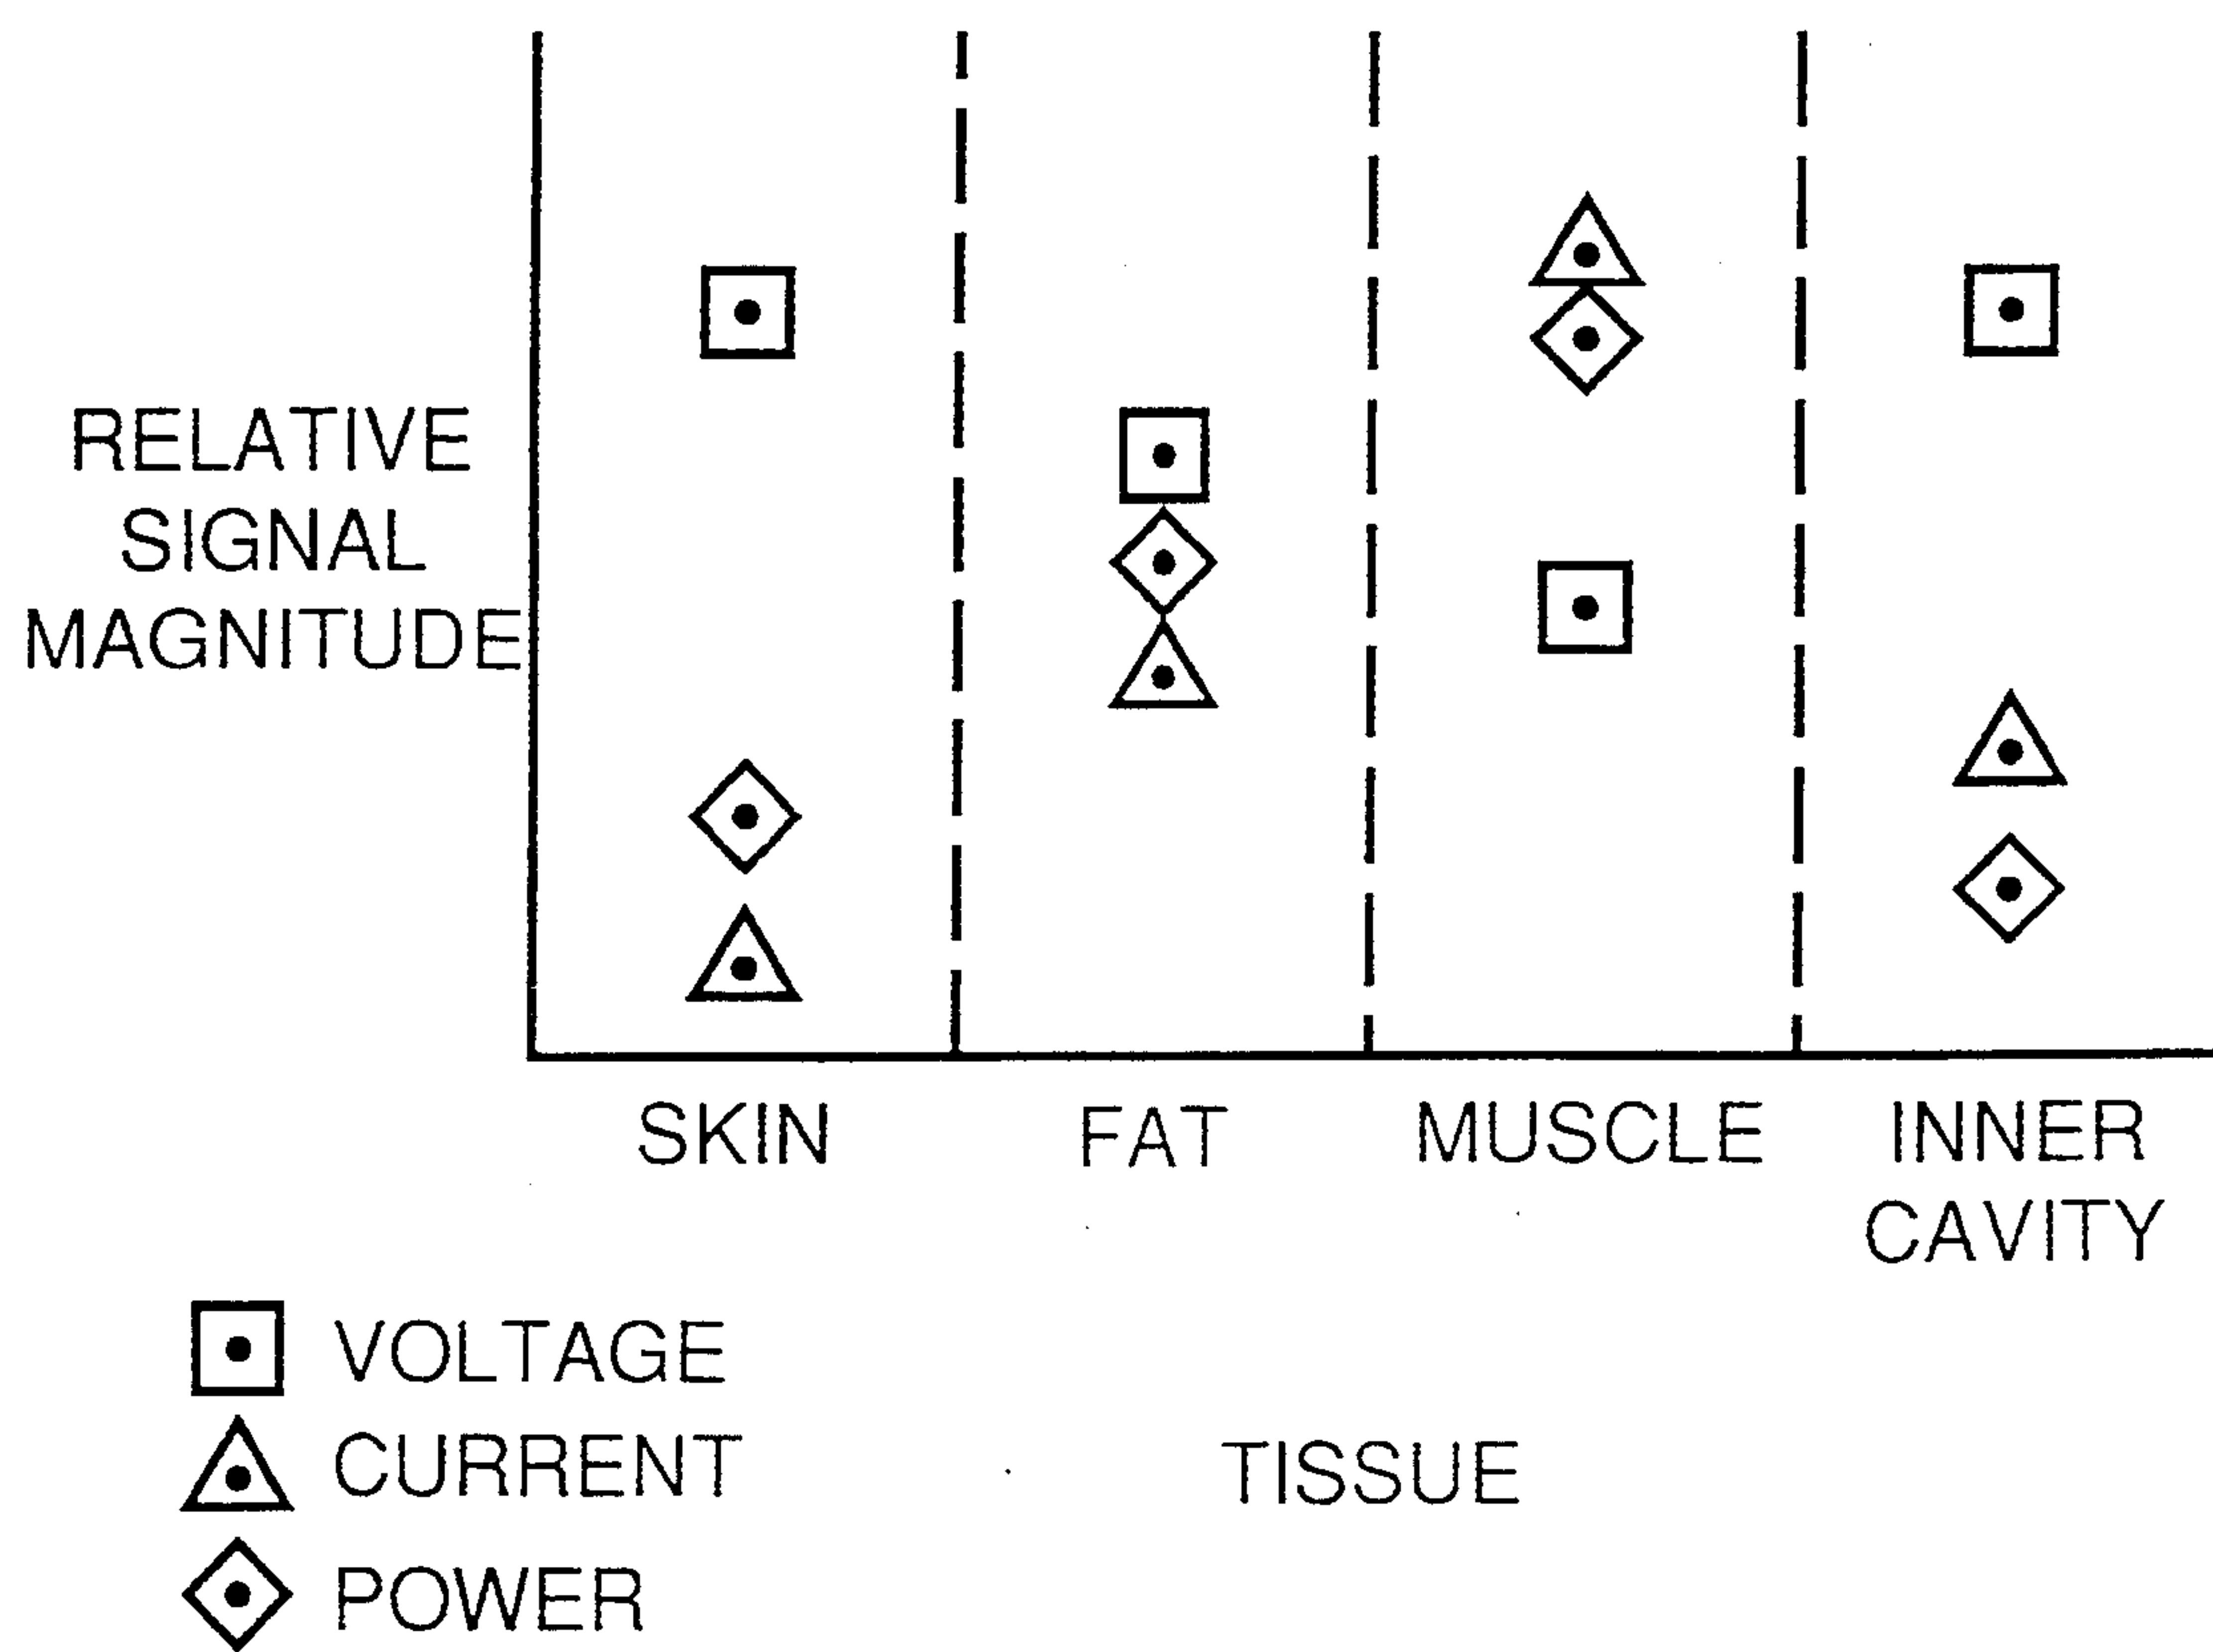 RELATIVE
SIGNAL
MAGNITUDE
SKIN
FAT
MUSCLE
INNER
CAVITY
VOLTAGE
CURRENT
POWER
TISSUE